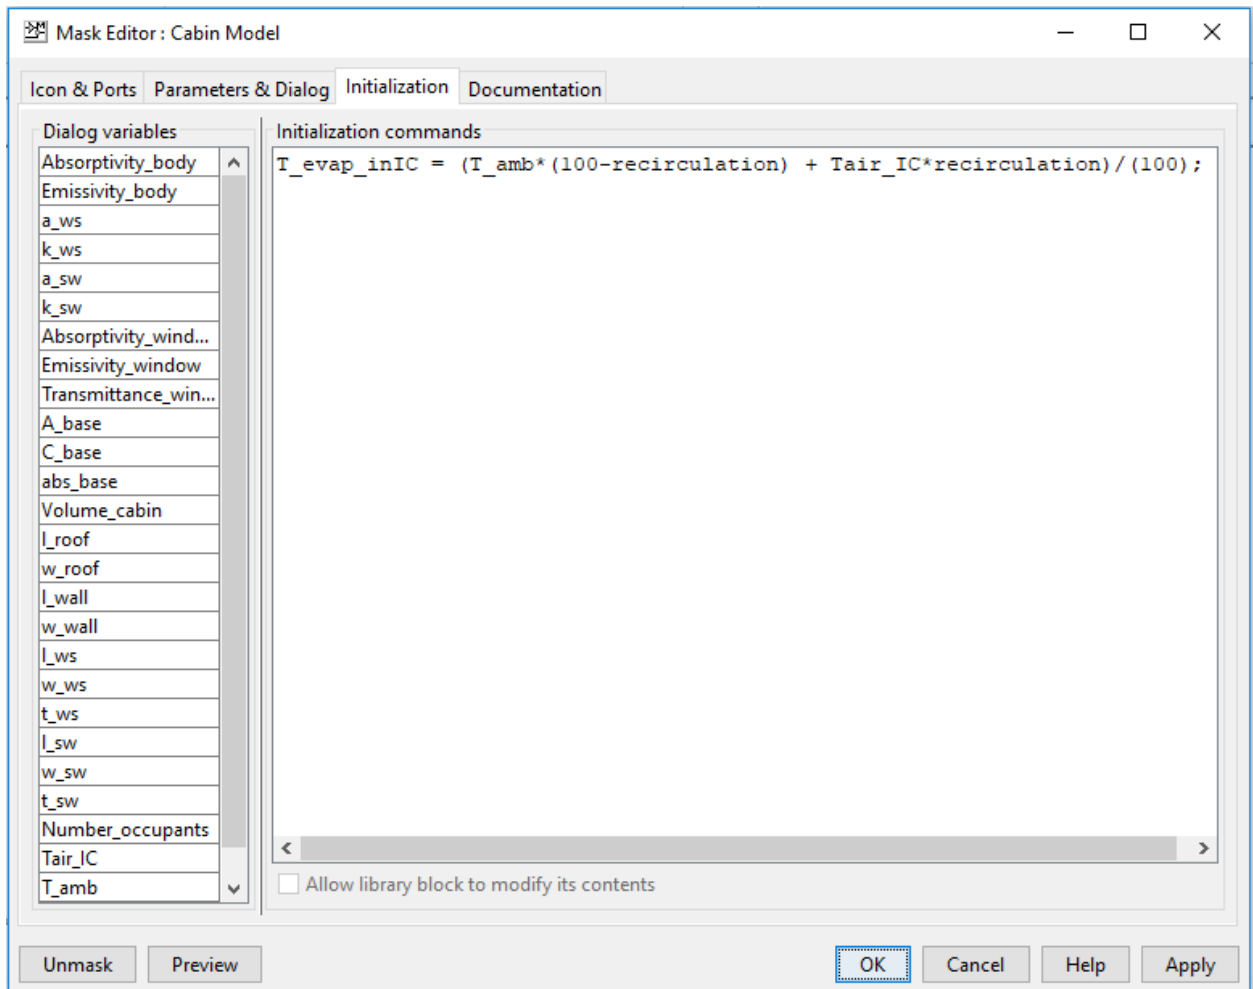 Mask Editor : Cabin Model
Icon & Ports Parameters & Dialog Initialization Documentation
Dialog variables
Absorptivity_body
Emissivity_body
a_ws
k_ws
a_sw
k_sw
Absorptivity_wind...
Emissivity_window
Transmittance_win...
A_base
C_base
abs_base
Volume_cabin
l_roof
w_roof
l_wall
w_wall
l_ws
w_ws
t_ws
l_sw
w_sw
t_sw
Number_occupants
Tair_IC
T_amb
Initialization commands
T_evap_inIC = (T_amb*(100-recirculation) + Tair_IC*recirculation)/(100);
Allow library block to modify its contents
Unmask Preview OK Cancel Help Apply